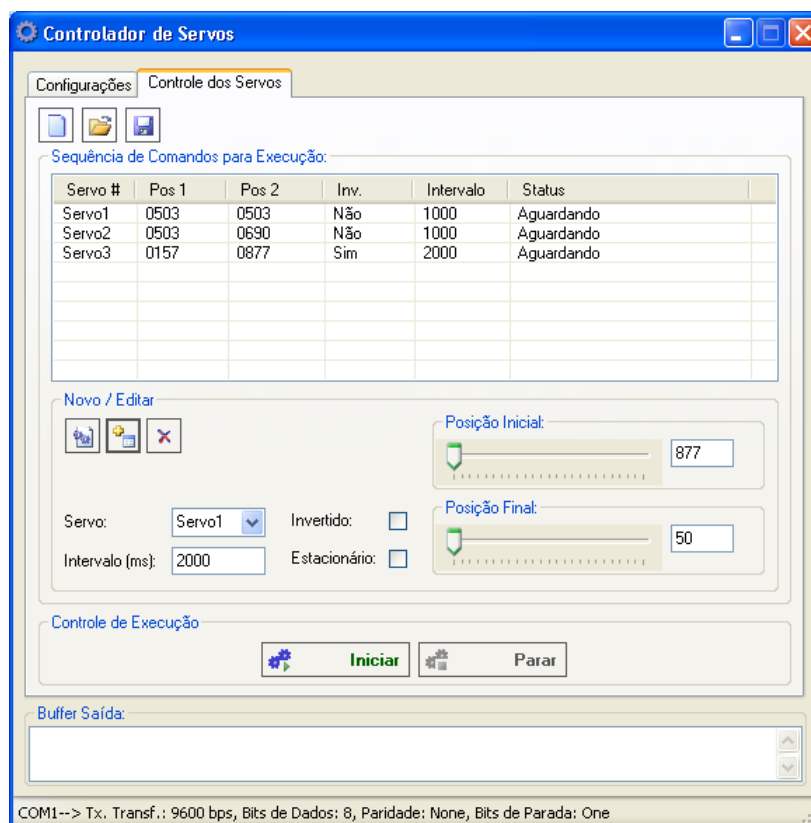 Controlador de Servos
Configurações Controle dos Servos
Sequência de Comandos para Execução:
Servo # Pos 1 Pos 2 Inv. Intervalo Status
Servo1 0503 0503 Não 1000 Aguardando
Servo2 0503 0690 Não 1000 Aguardando
Servo3 0157 0877 Sim 2000 Aguardando
Novo / Editar
Posição Inicial:
877
Servo: Servo1 Invertido:
Posição Final:
50
Intervalo (ms): 2000 Estacionário:
Controle de Execução
Iniciar Parar
Buffer Saída:
COM1--> Tx. Transf.: 9600 bps, Bits de Dados: 8, Paridade: None, Bits de Parada: One